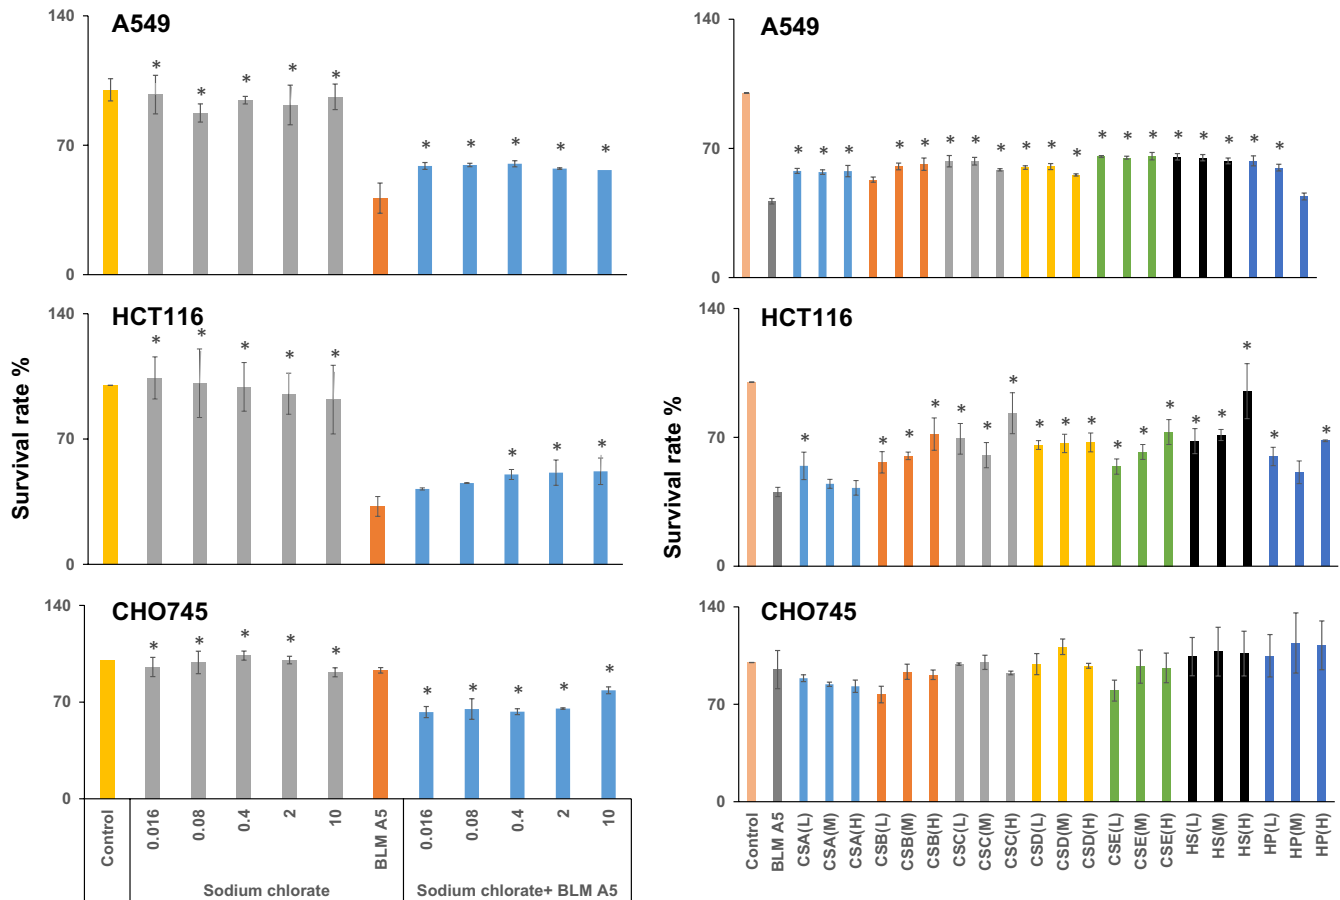 A549
140
70
0
* * * * *
* * * * *
HCT116
140
70
0
* * * * *
* * *
CHO745
140
70
0
* * * * *
* * * * *
Survival rate %
Control
0.016
0.08
0.4
2
10
BLM A5
0.016
0.08
0.4
2
10
Sodium chlorate
Sodium chlorate+ BLM A5
A549
140
70
0
* * * * * * * * * * * * * * * * * * *
HCT116
140
70
0
* * * * * * * * * * * * * * * * *
CHO745
140
70
0
Survival rate %
Control
BLM A5
CSA(L)
CSA(M)
CSA(H)
CSB(L)
CSB(M)
CSB(H)
CSC(L)
CSC(M)
CSC(H)
CSD(L)
CSD(M)
CSD(H)
CSE(L)
CSE(M)
CSE(H)
HS(L)
HS(M)
HS(H)
HP(L)
HP(M)
HP(H)